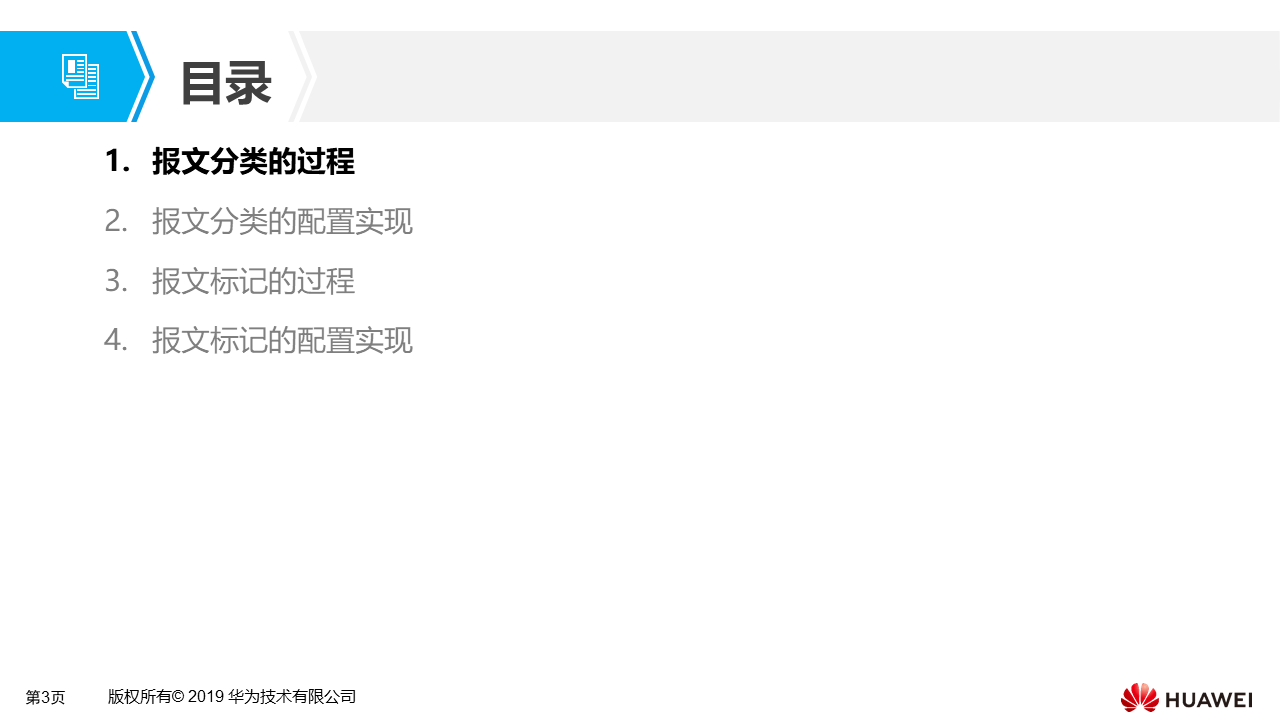 目录
1. 报文分类的过程
2. 报文分类的配置实现
3. 报文标记的过程
4. 报文标记的配置实现
第3页 版权所有© 2019 华为技术有限公司
HUAWEI